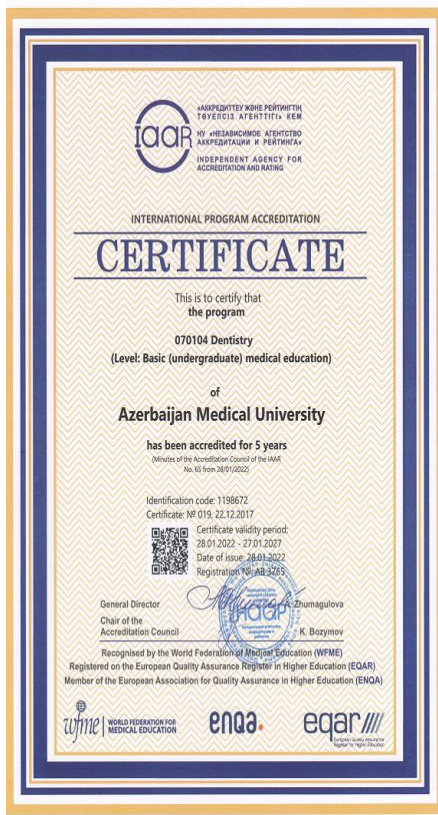 IAAR
«АККРЕДИТТЕУ ЖӘНЕ РЕЙТИНГТІҢ
ТӘУЕЛСІЗ АГЕНТТІГІ» КЕМ
НУ «НЕЗАВИСИМОЕ АГЕНТСТВО
АККРЕДИТАЦИИ И РЕЙТИНГА»
INDEPENDENT AGENCY FOR
ACCREDITATION AND RATING
INTERNATIONAL PROGRAM ACCREDITATION
CERTIFICATE
This is to certify that
the program
070104 Dentistry
(Level: Basic (undergraduate) medical education)
of
Azerbaijan Medical University
has been accredited for 5 years
(Minutes of the Accreditation Council of the IAAR
No. 65 from 28/01/2022)
Identification code: 1198672
Certificate: № 019, 22.12.2017
Certificate validity period:
28.01.2022 - 27.01.2027
Date of issue: 28.01.2022
Registration №: AB 3765
General Director A. Zhumagulova
Chair of the
Accreditation Council K. Bozymov
Recognised by the World Federation of Medical Education (WFME)
Registered on the European Quality Assurance Register in Higher Education (EQAR)
Member of the European Association for Quality Assurance in Higher Education (ENQA)
wfme WORLD FEDERATION FOR
MEDICAL EDUCATION
enqa.
eqar
European Quality Assurance
Register for Higher Education